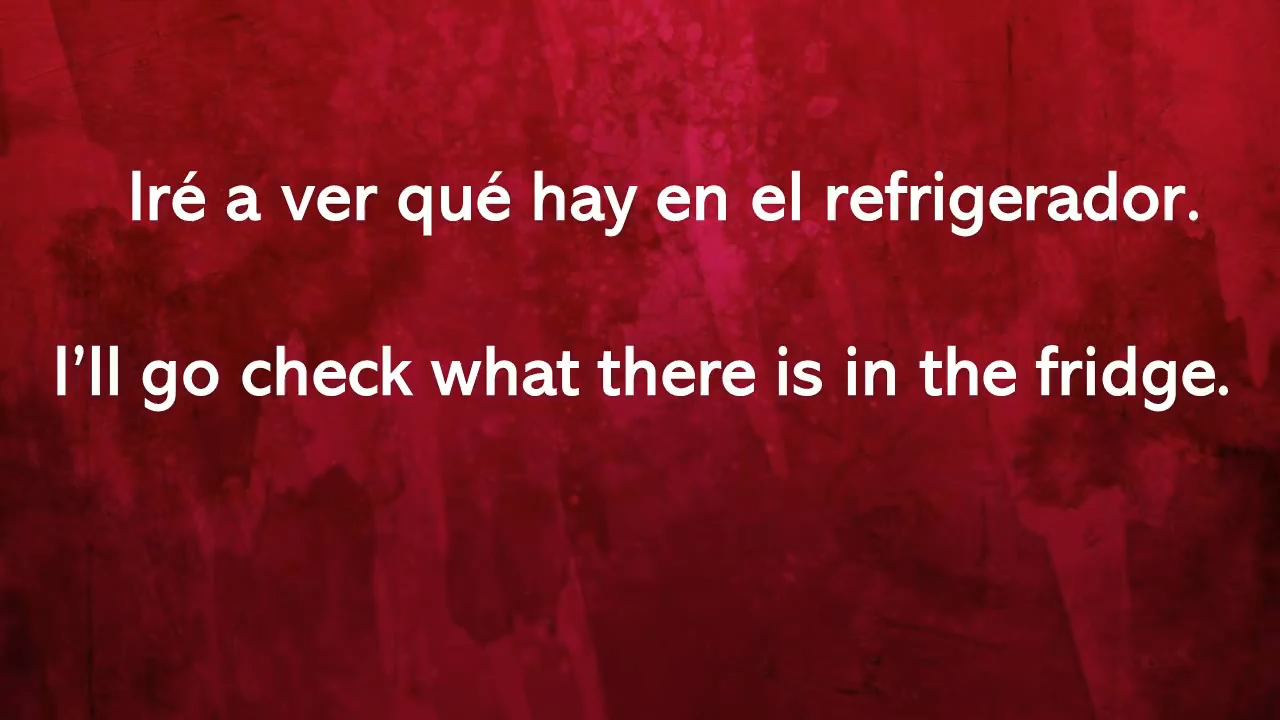 Iré a ver qué hay en el refrigerador.
I’ll go check what there is in the fridge.